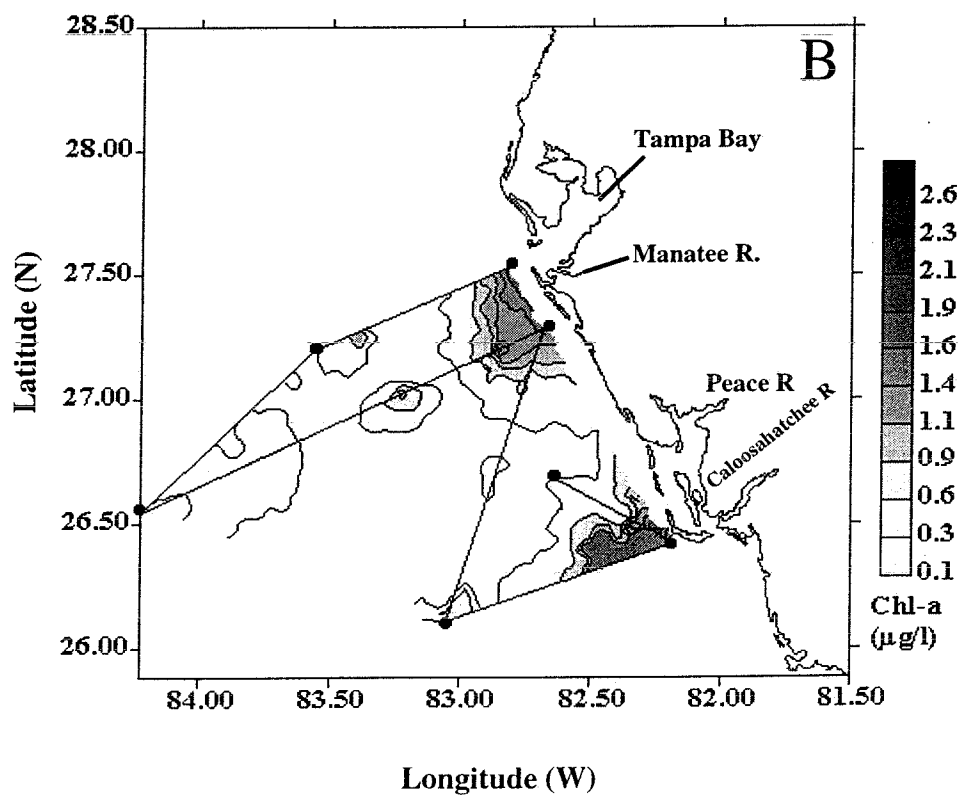 28.50
B
Tampa Bay
28.00
2.6
2.3
27.50
Manatee R.
2.1
1.9
Latitude (N)
1.6
27.00
Peace R
1.4
Caloosahatchee R
1.1
0.9
26.50
0.6
0.3
0.1
Chl-a
(µg/l)
26.00
84.00 83.50 83.00 82.50 82.00 81.50
Longitude (W)